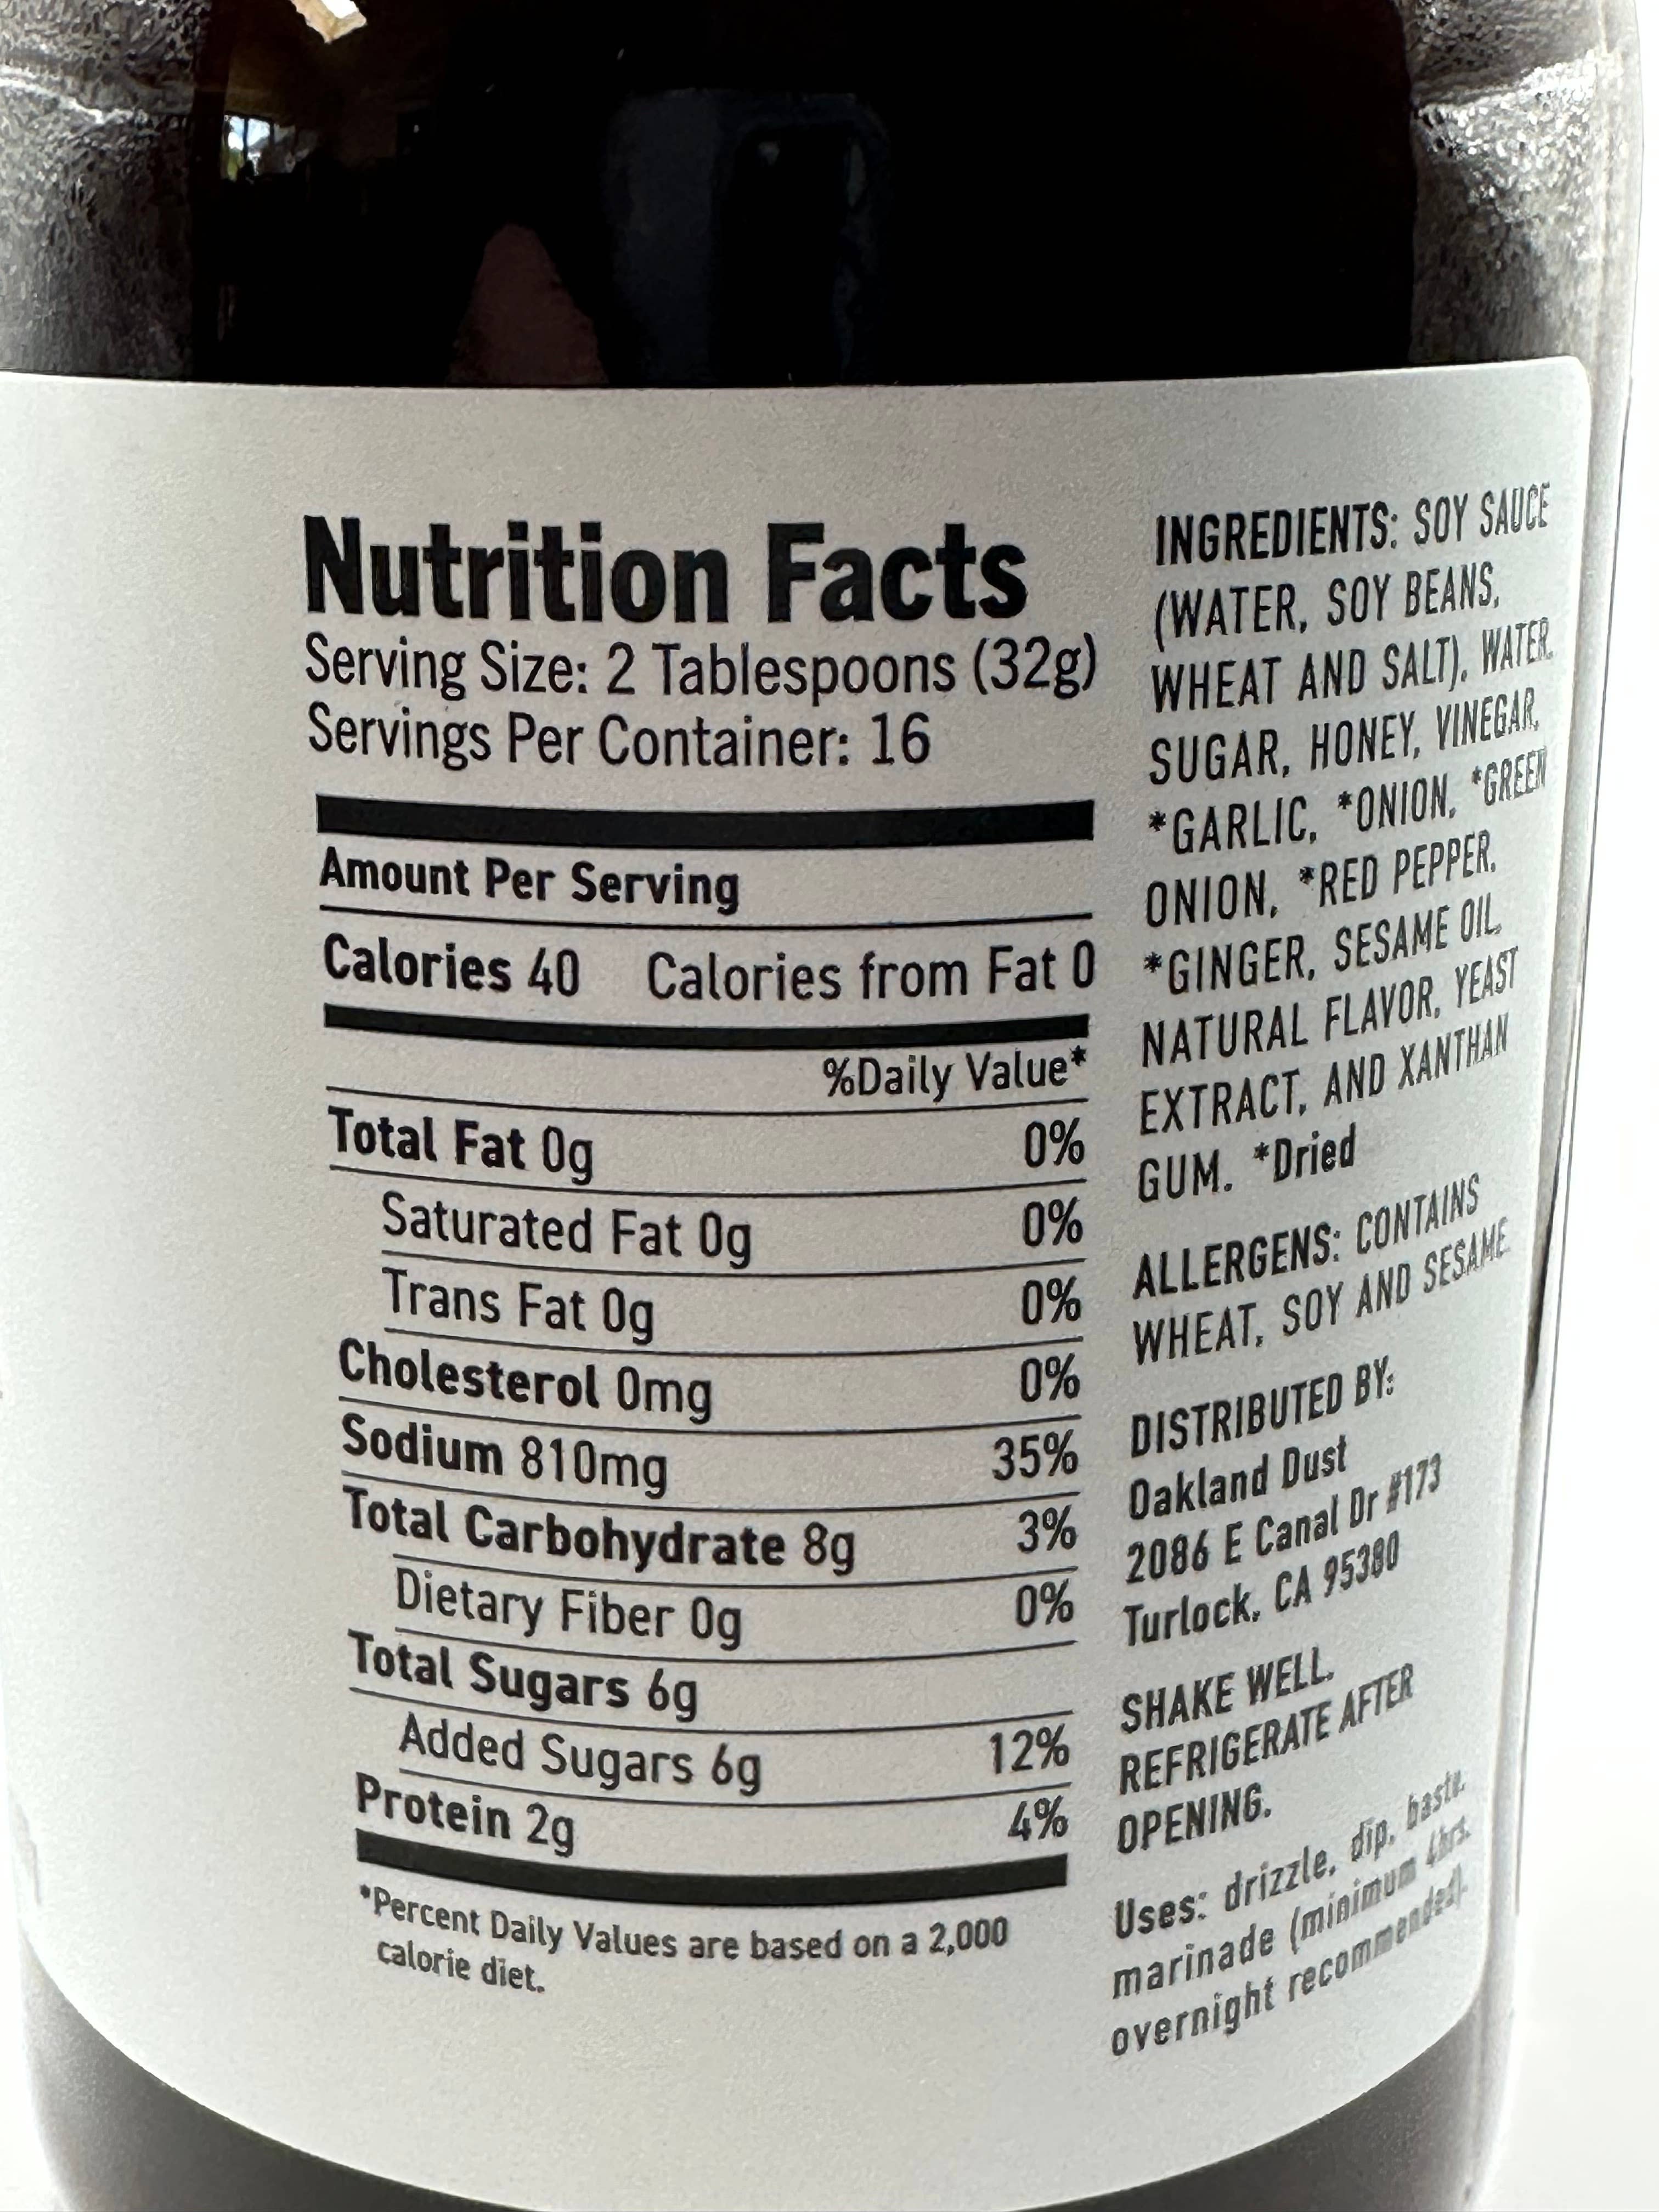 Nutrition Facts
Serving Size: 2 Tablespoons (32g)
Servings Per Container: 16
Amount Per Serving
Calories 40 Calories from Fat 0
%Daily Value*
Total Fat 0g 0%
Saturated Fat 0g 0%
Trans Fat 0g 0%
Cholesterol 0mg 0%
Sodium 810mg 35%
Total Carbohydrate 8g 3%
Dietary Fiber 0g 0%
Total Sugars 6g
Added Sugars 6g 12%
Protein 2g 4%
*Percent Daily Values are based on a 2,000
calorie diet.
INGREDIENTS: SOY SAUCE
(WATER, SOY BEANS,
WHEAT AND SALT), WATER,
SUGAR, HONEY, VINEGAR,
*GARLIC, *ONION, *GREEN
ONION, *RED PEPPER,
*GINGER, SESAME OIL,
NATURAL FLAVOR, YEAST
EXTRACT, AND XANTHAN
GUM. *Dried
ALLERGENS: CONTAINS
WHEAT, SOY AND SESAME.
DISTRIBUTED BY:
Oakland Dust
2086 E Canal Dr #173
Turlock, CA 95380
SHAKE WELL.
REFRIGERATE AFTER
OPENING.
Uses: drizzle, dip, baste,
marinade (minimum 4hrs.
overnight recommended).